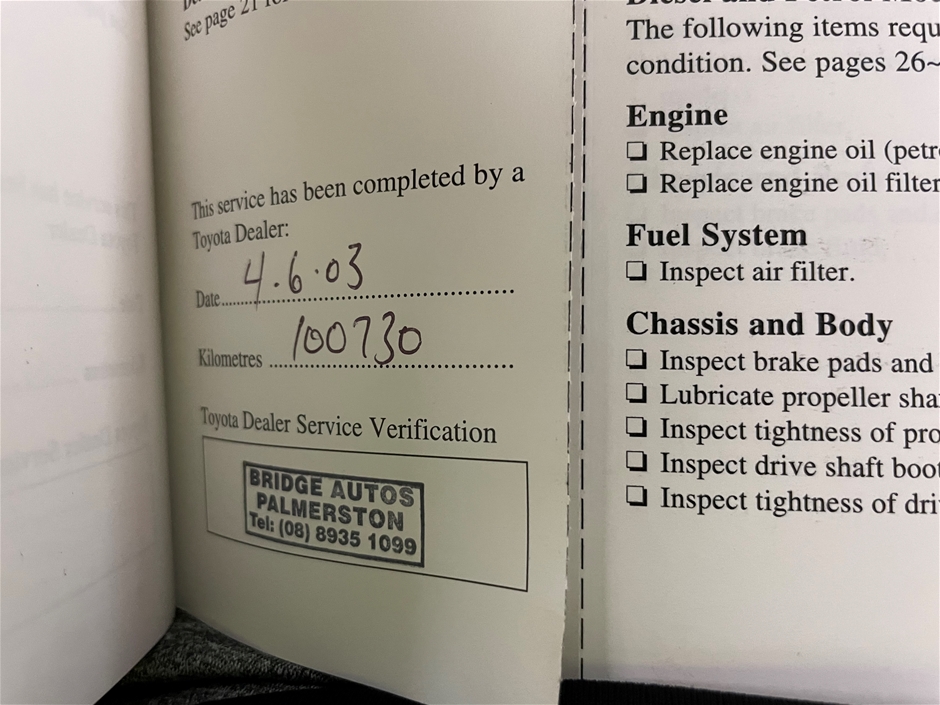 See page 21
This service has been completed by a
Toyota Dealer:
Date 4.6.03
Kilometres 100730
Toyota Dealer Service Verification
BRIDGE AUTOS
PALMERSTON
Tel: (08) 8935 1099
The following items requ
condition. See pages 26~
Engine
❏ Replace engine oil (petr
❏ Replace engine oil filter
Fuel System
❏ Inspect air filter.
Chassis and Body
❏ Inspect brake pads and
❏ Lubricate propeller sha
❏ Inspect tightness of pro
❏ Inspect drive shaft boot
❏ Inspect tightness of dri